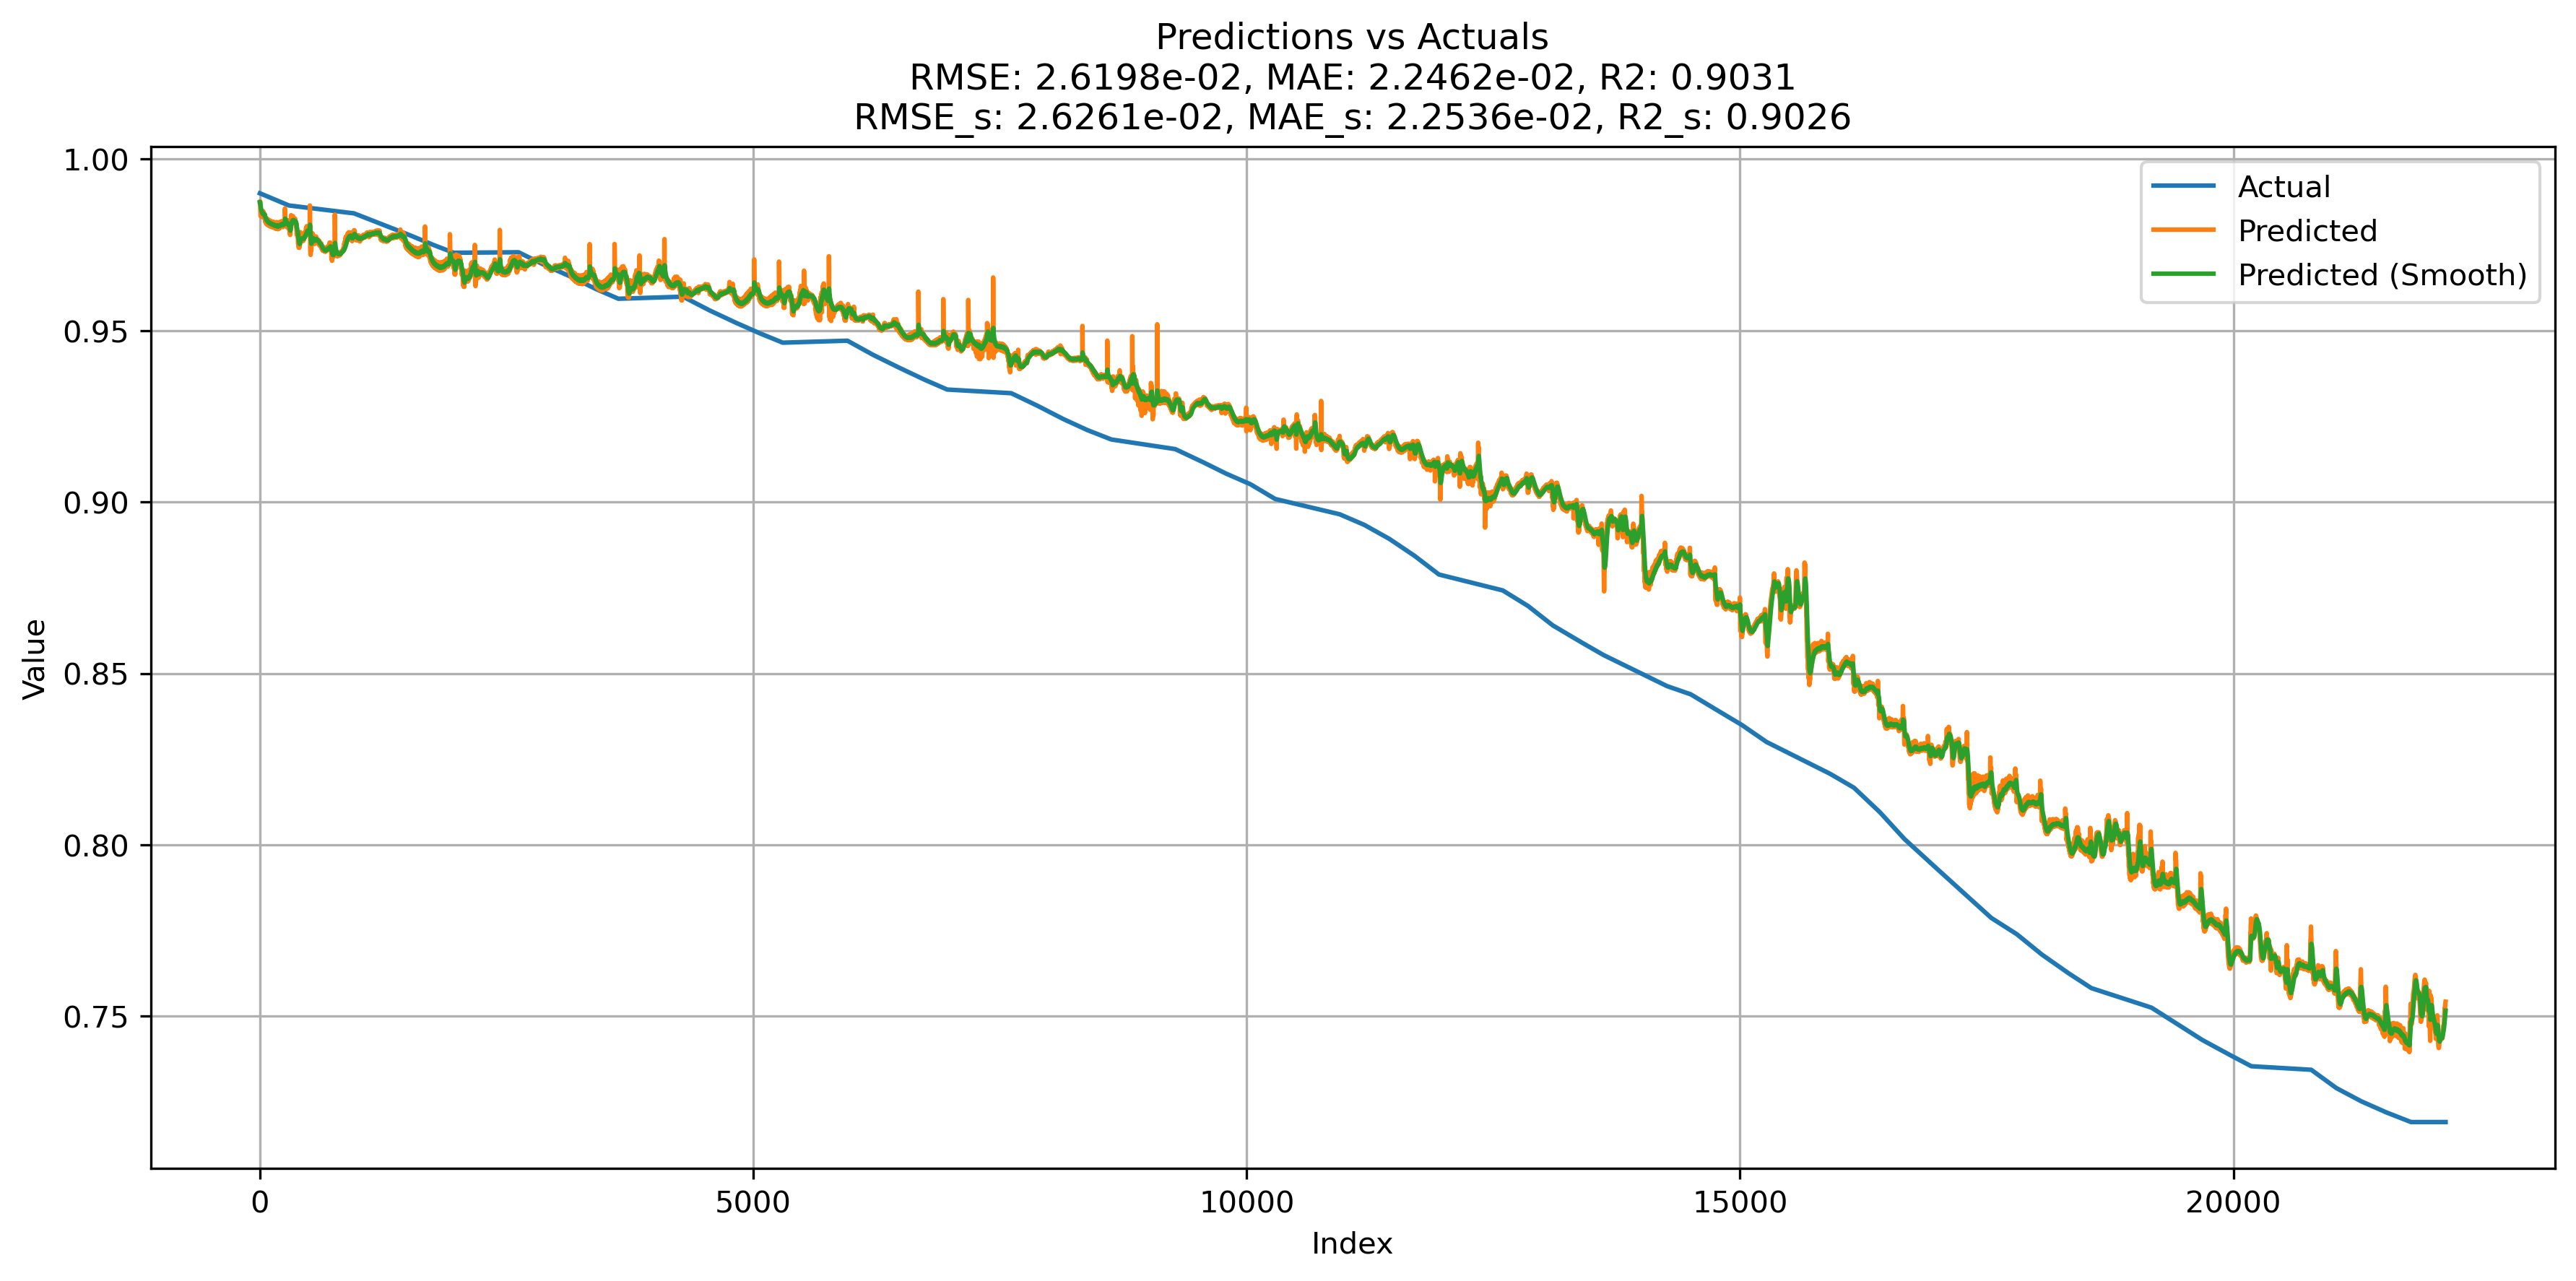 Predictions vs Actuals
RMSE: 2.6198e-02, MAE: 2.2462e-02, R2: 0.9031
RMSE_s: 2.6261e-02, MAE_s: 2.2536e-02, R2_s: 0.9026
1.00
0.95
0.90
0.85
0.80
0.75
Value
Actual
Predicted
Predicted (Smooth)
0
5000
10000
15000
20000
Index